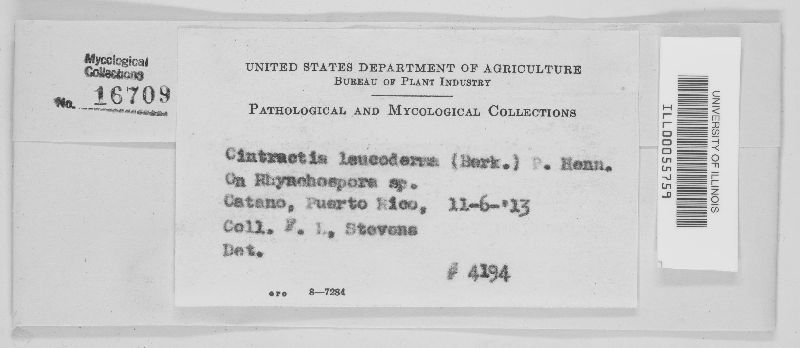 Mycological
Collections
No. 16709
UNITED STATES DEPARTMENT OF AGRICULTURE
BUREAU OF PLANT INDUSTRY
PATHOLOGICAL AND MYCOLOGICAL COLLECTIONS
Cintractia leucoderma (Berk.) P. Henn.
On Rhynchospora sp.
Catano, Puerto Rico, 11-6-'13
Coll. F. L. Stevens
Det.
# 4194
GPO 8—7284
UNIVERSITY OF ILLINOIS
ILL00055759